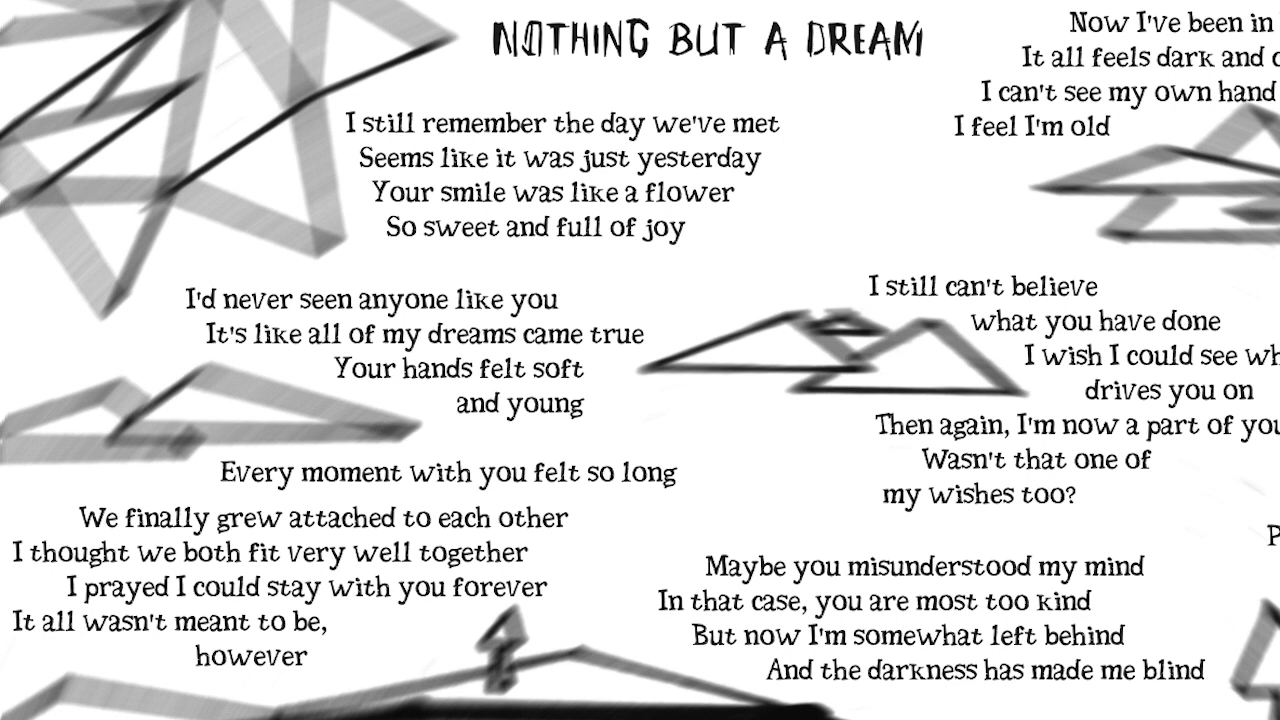 NOTHING BUT A DREAM
I still remember the day we've met
Seems like it was just yesterday
Your smile was like a flower
So sweet and full of joy
I'd never seen anyone like you
It's like all of my dreams came true
Your hands felt soft
and young
Every moment with you felt so long
We finally grew attached to each other
I thought we both fit very well together
I prayed I could stay with you forever
It all wasn't meant to be,
however
Now I've been in
It all feels dark and
I can't see my own hand
I feel I'm old
I still can't believe
what you have done
I wish I could see
drives you on
Then again, I'm now a part of
Wasn't that one of
my wishes too?
Maybe you misunderstood my mind
In that case, you are most too kind
But now I'm somewhat left behind
And the darkness has made me blind